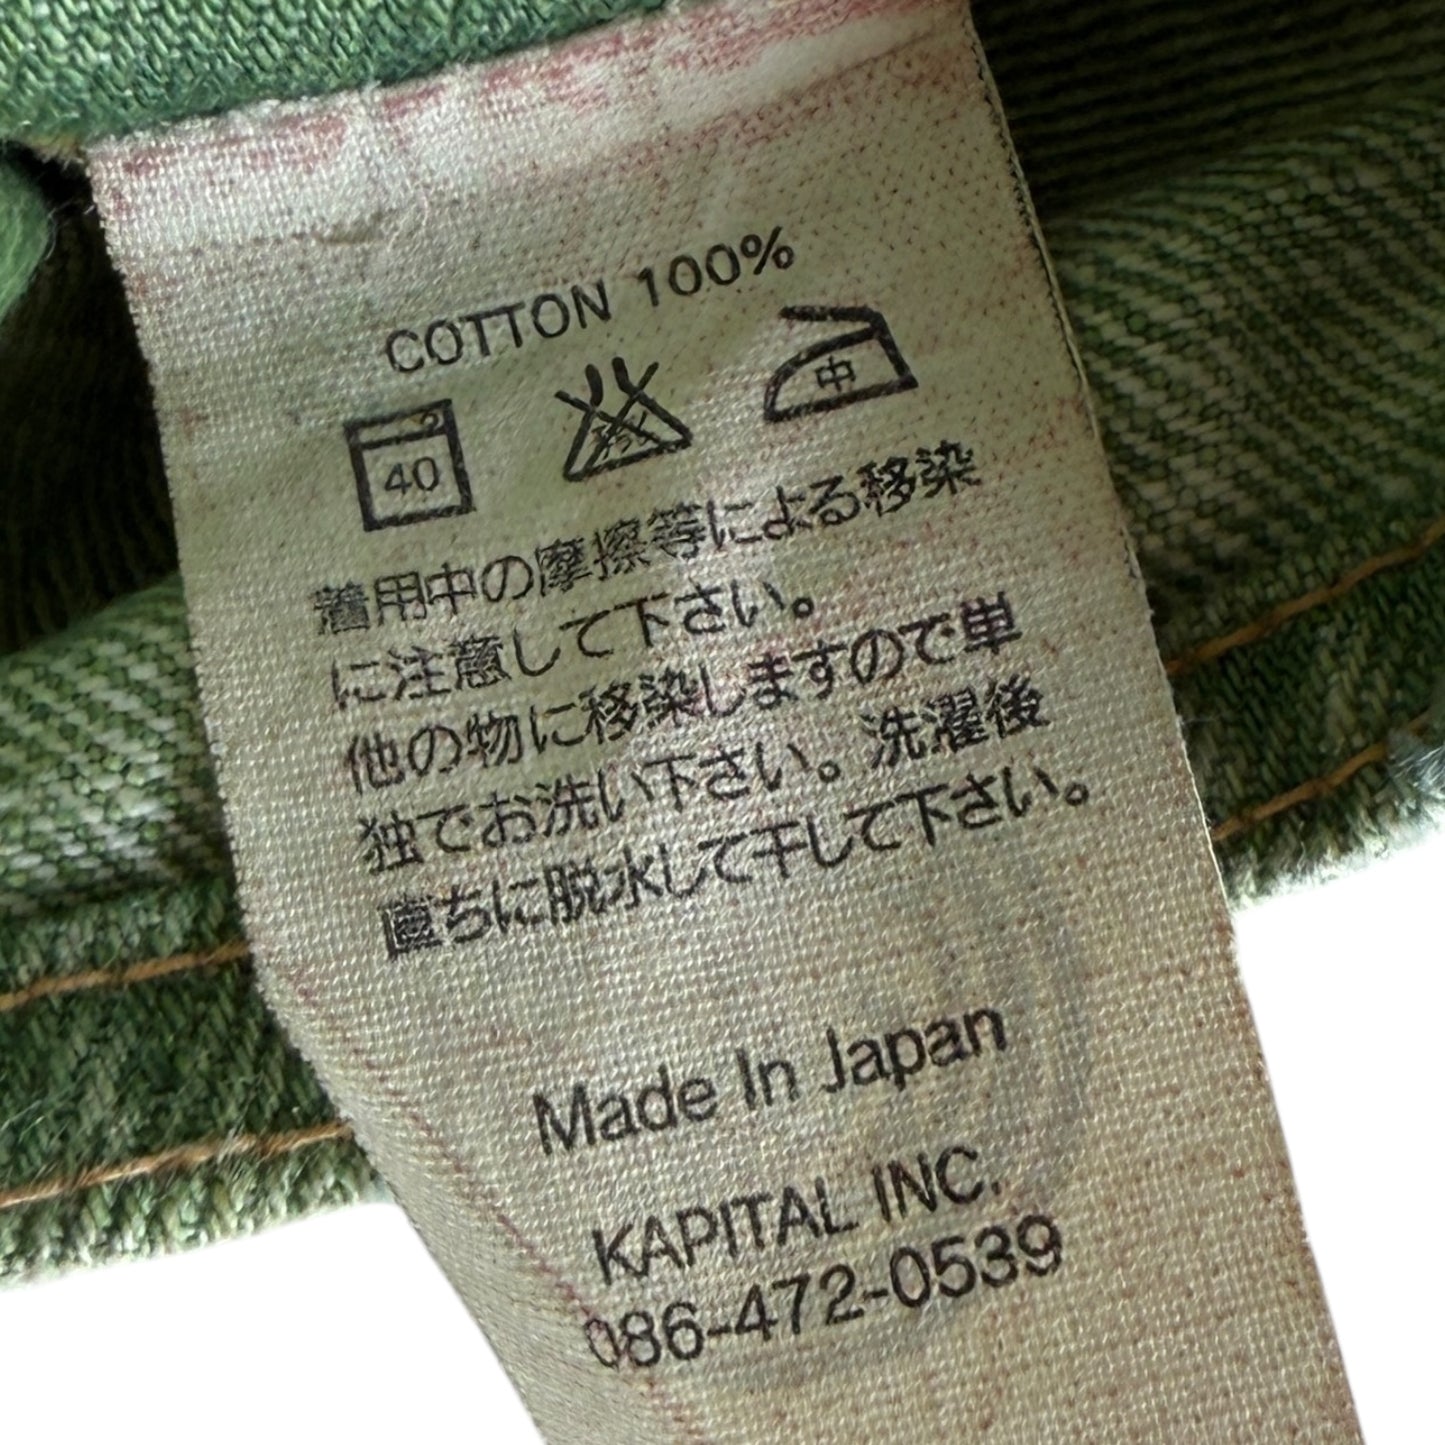 COTTON 100%
40 中
着用中の摩擦等による移染
に注意して下さい。
他の物に移染しますので単
独でお洗い下さい。洗濯後
直ちに脱水して干して下さい。
Made In Japan
KAPITAL INC.
086-472-0539